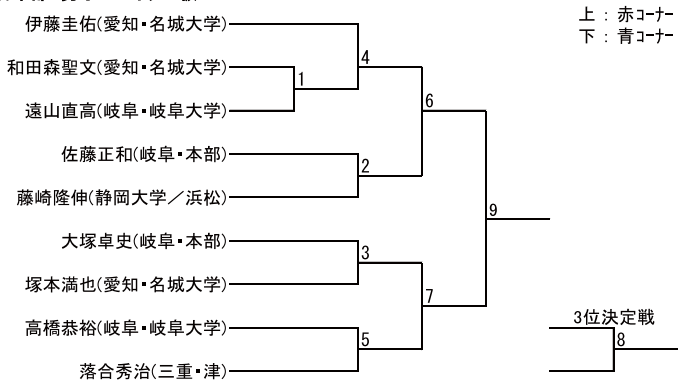 上 : 赤ｺｰﾅｰ
下 : 青ｺｰﾅｰ
伊藤圭佑(愛知・名城大学)
和田森聖文(愛知・名城大学)
遠山直高(岐阜・岐阜大学)
佐藤正和(岐阜・本部)
藤崎隆伸(静岡大学／浜松)
大塚卓史(岐阜・本部)
塚本満也(愛知・名城大学)
高橋恭裕(岐阜・岐阜大学)
落合秀治(三重・津)
1
4
2
6
3
5
7
9
3位決定戦
8